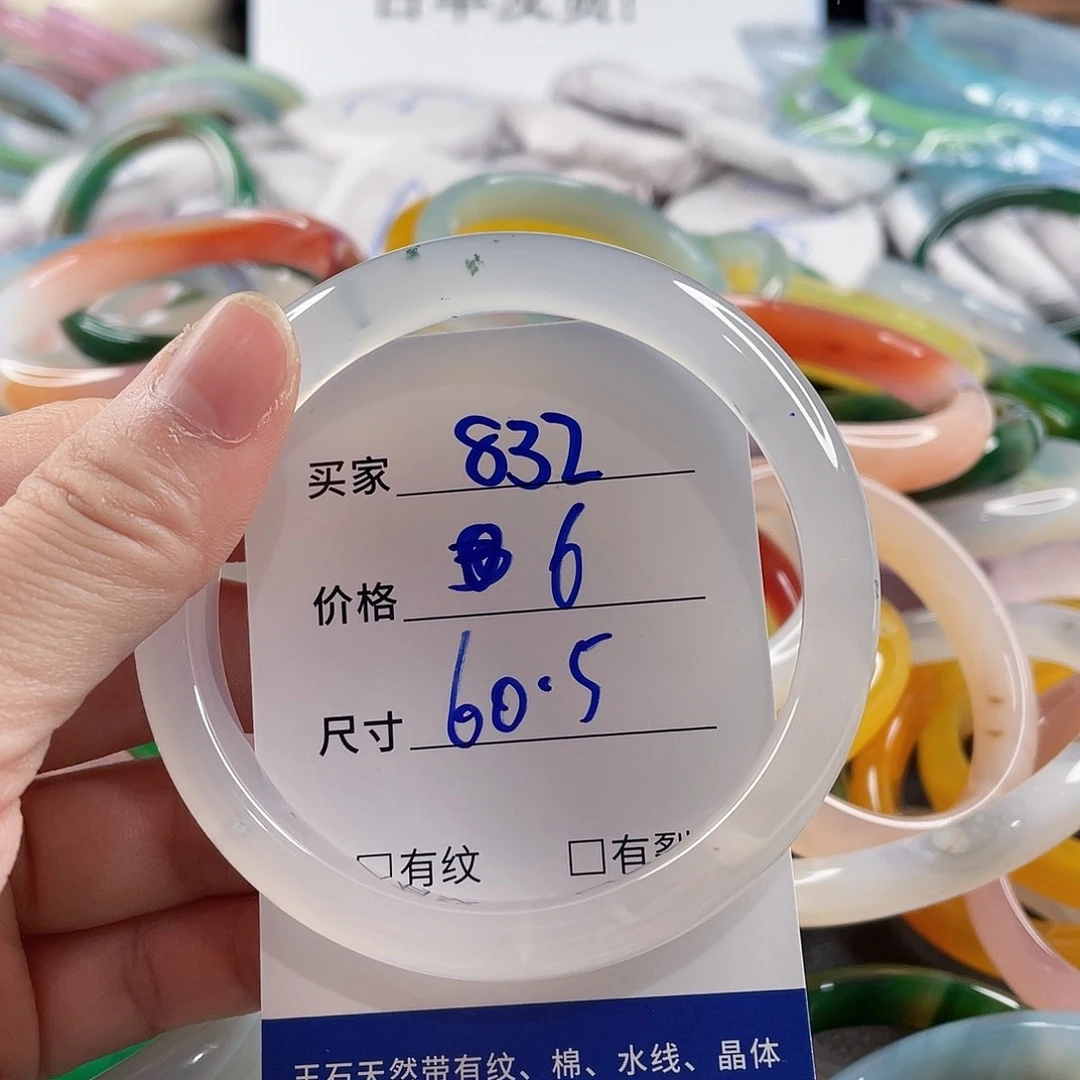 买家 832
价格 6
尺寸 60.5
□有纹 □有裂
玉石天然带有纹、棉、水线、晶体